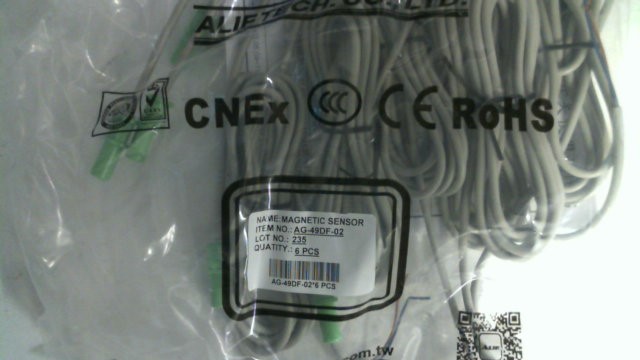 ALIFTECH. CO., LTD.
CNEx CCC CE RoHS
NAME:MAGNETIC SENSOR
ITEM NO.: AG-49DF-02
LOT NO.: 235
QUATITY.: 6 PCS
AG-49DF-02*6 PCS
com.tw
ALIF